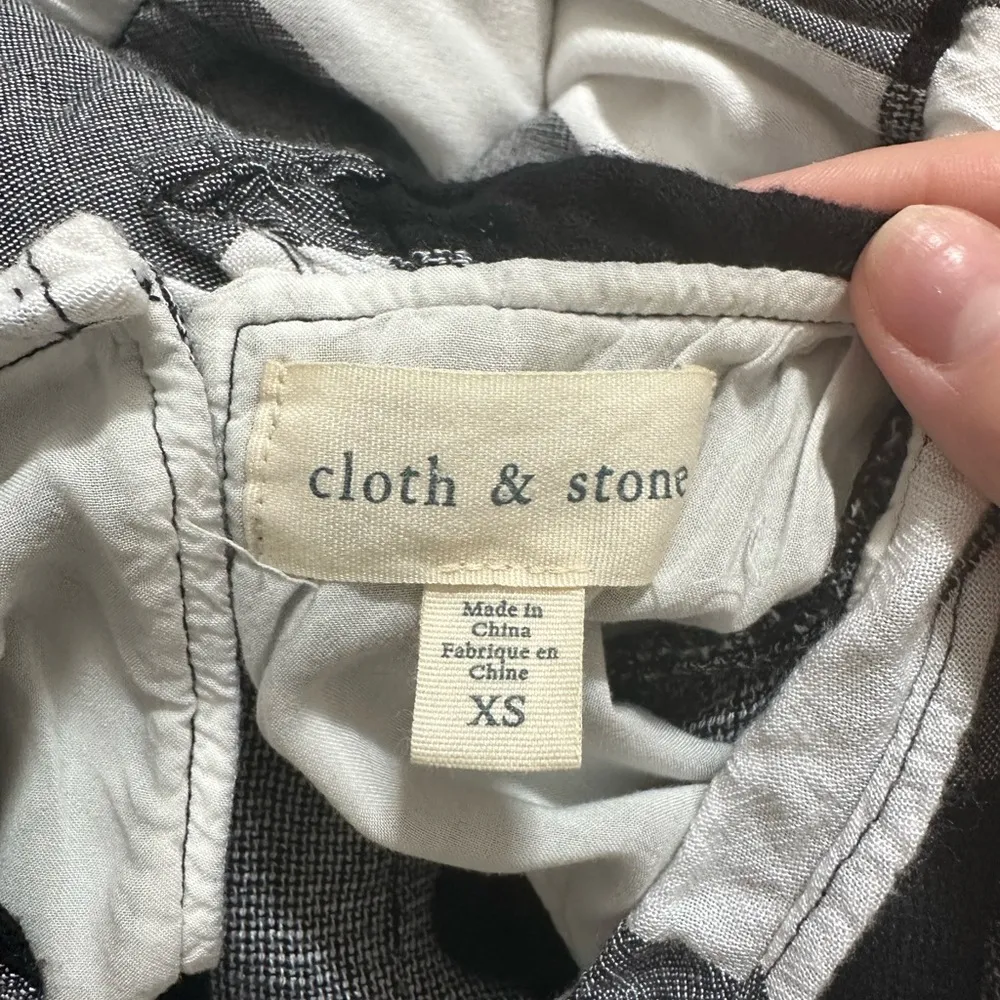 cloth & stone
Made in
China
Fabrique en
Chine
XS